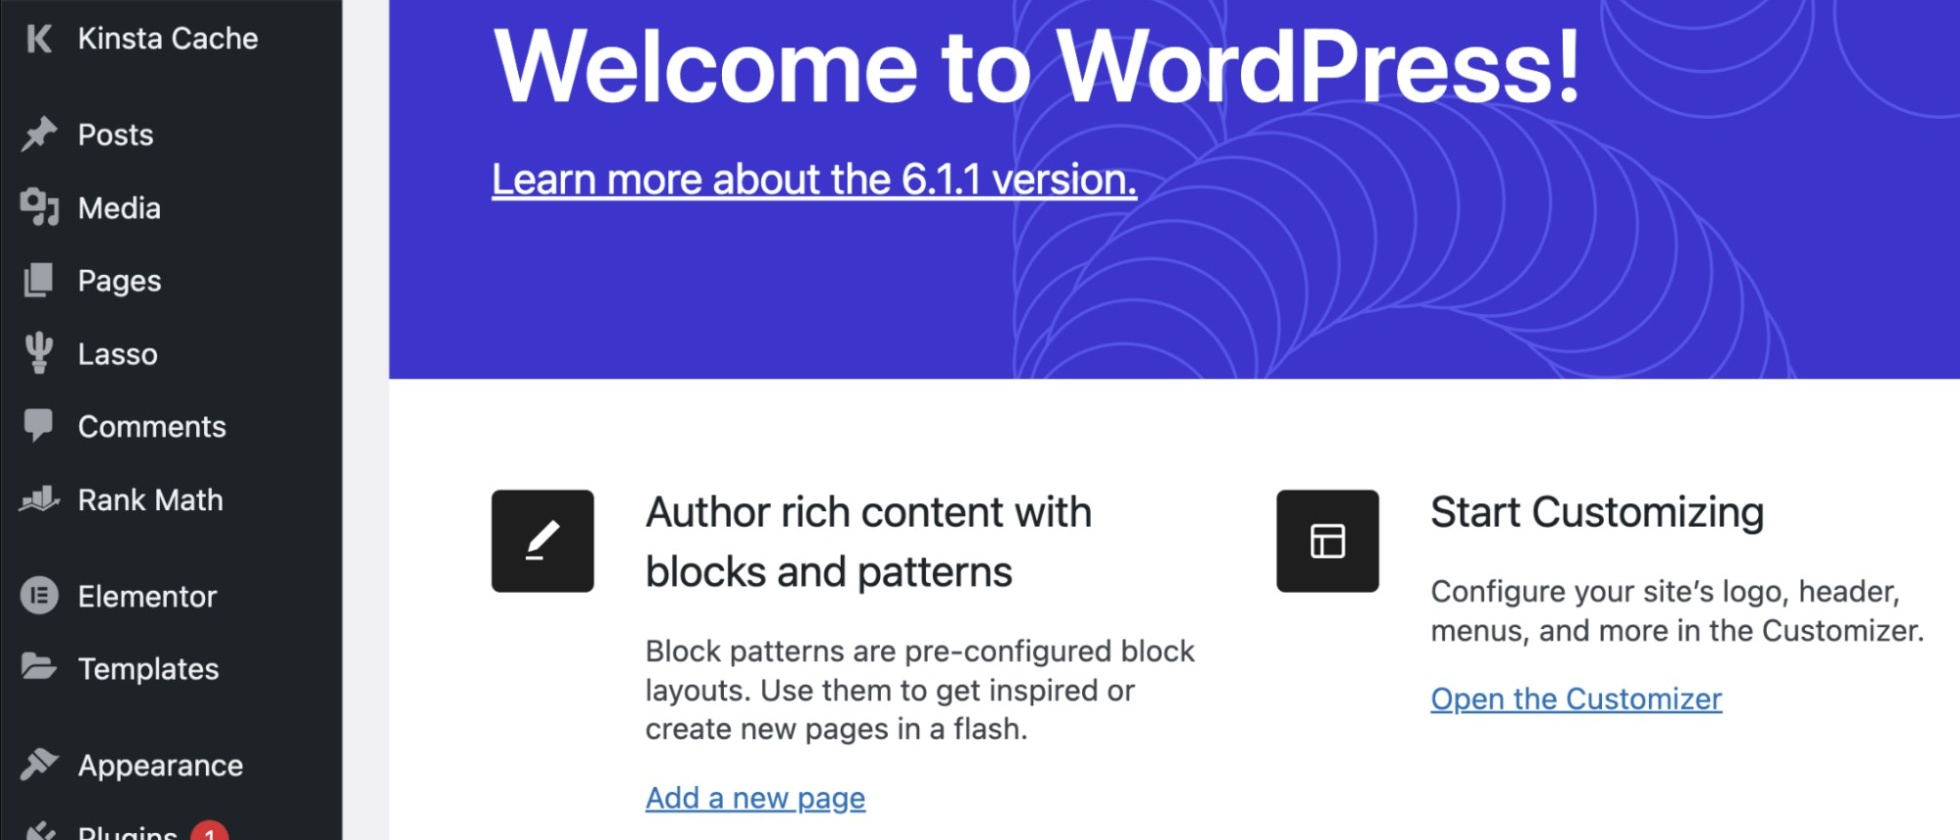 Kinsta Cache
Posts
Media
Pages
Lasso
Comments
Rank Math
Elementor
Templates
Appearance
Plugins 1
Welcome to WordPress!
Learn more about the 6.1.1 version.
Author rich content with
blocks and patterns
Block patterns are pre-configured block
layouts. Use them to get inspired or
create new pages in a flash.
Add a new page
Start Customizing
Configure your site’s logo, header,
menus, and more in the Customizer.
Open the Customizer